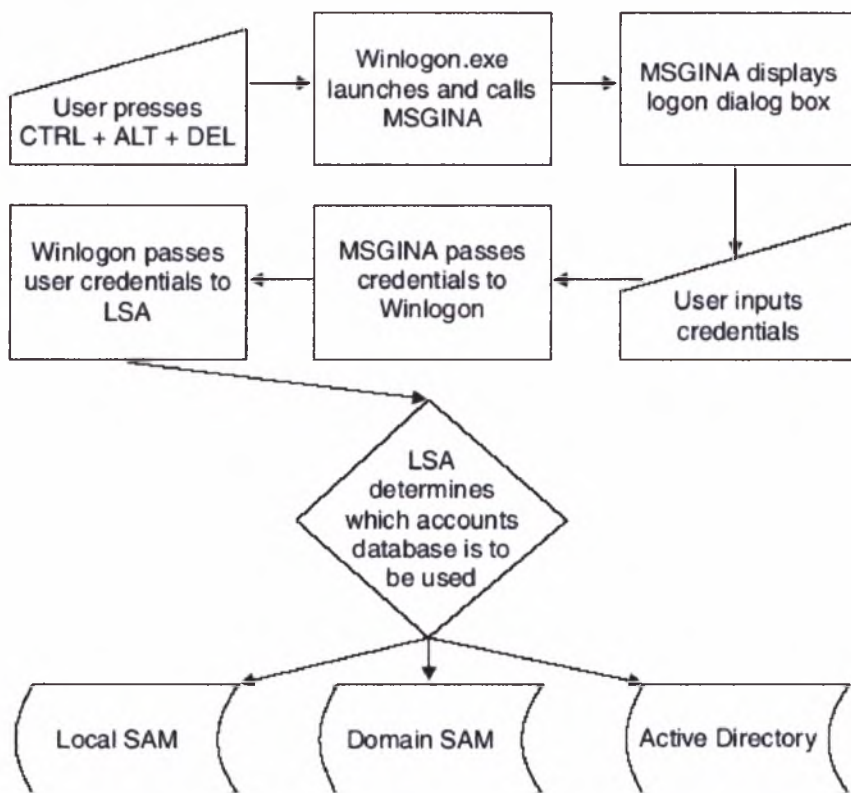 User presses
CTRL + ALT + DEL
Winlogon.exe
launches and calls
MSGINA
MSGINA displays
logon dialog box
User inputs
credentials
MSGINA passes
credentials to
Winlogon
Winlogon passes
user credentials to
LSA
LSA
determines
which accounts
database is to
be used
Local SAM
Domain SAM
Active Directory